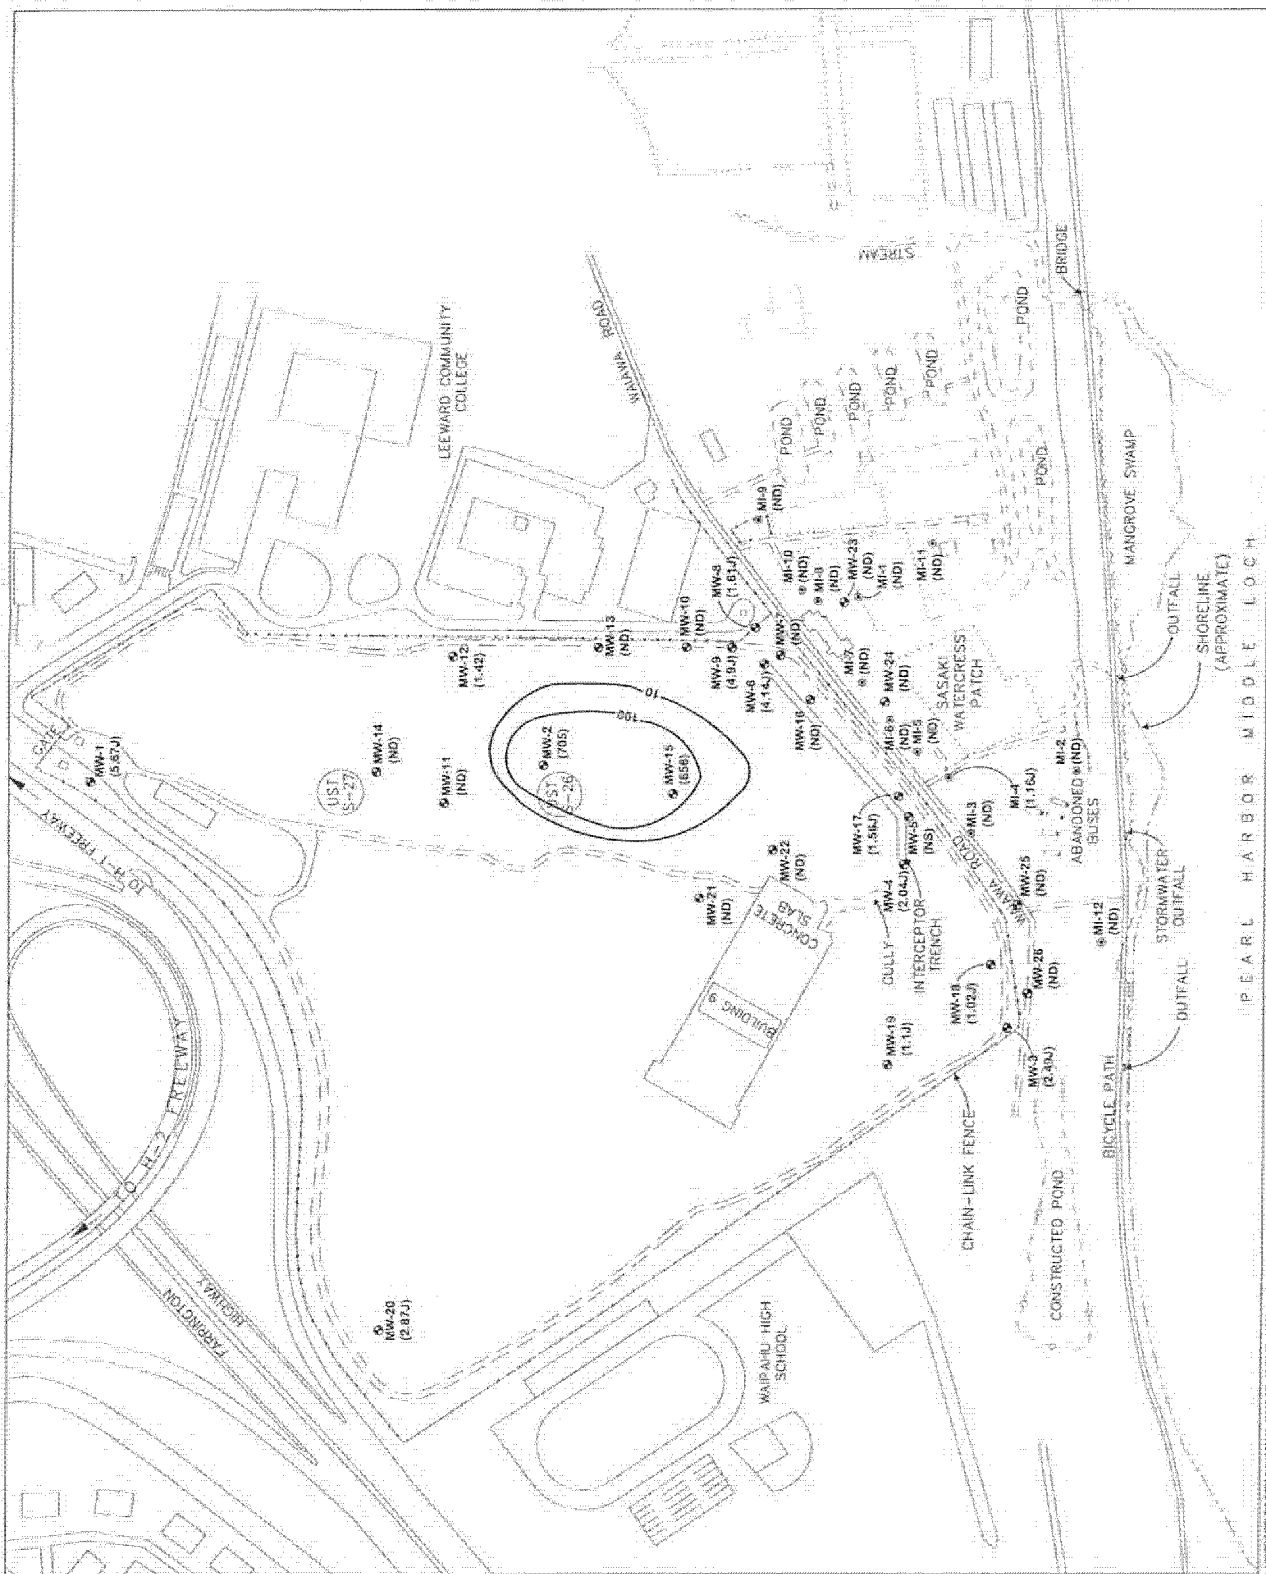 STREAM
BRIDGE
WAIAWA ROAD
LEEWARD COMMUNITY
COLLEGE
POND
POND
POND
POND
POND
POND
POND
MANGROVE SWAMP
OUTFALL
SHORELINE
(APPROXIMATE)
PEARL HARBOR MIDDLE LOCH
MI-9
(ND)
MW-8
(1.61J)
MI-10
(ND)
MI-8
(ND)
MW-23
(ND)
MI-1
(ND)
MI-11
(ND)
MW-12
(1.42)
MW-13
(ND)
MW-10
(ND)
MW-9
(4.9J)
MW-6
(4.14J)
MW-7
(ND)
MI-7
(ND)
MW-24
(ND)
SASAKI
WATERCRESS
PATCH
MW-16
(ND)
MI-6
(ND)
MI-5
(ND)
10
100
GATE
MW-1
(5.67J)
MW-14
(ND)
UST
S-27
MW-11
(ND)
MW-2
(705)
UST
S-26
MW-15
(658)
MI-2
(ND)
MI-4
(1.16J)
ABANDONED
BUSES
MI-3
(ND)
MW-17
(1.56J)
MW-5
(NS)
MW-4
(2.04J)
MW-22
(ND)
MW-21
(ND)
CONCRETE
SLAB
BUILDING 9
GULLY
INTERCEPTOR
TRENCH
WAIAWA ROAD
MW-25
(ND)
MI-12
(ND)
STORMWATER
OUTFALL
OUTFALL
MW-18
(1.02J)
MW-26
(ND)
MW-19
(1.1J)
MW-3
(2.49J)
BICYCLE PATH
CHAIN-LINK FENCE
CONSTRUCTED POND
TO H-1 FREEWAY
TO H-2 FREEWAY
FARRINGTON
HIGHWAY
MW-20
(2.87J)
WAIPAHU HIGH
SCHOOL